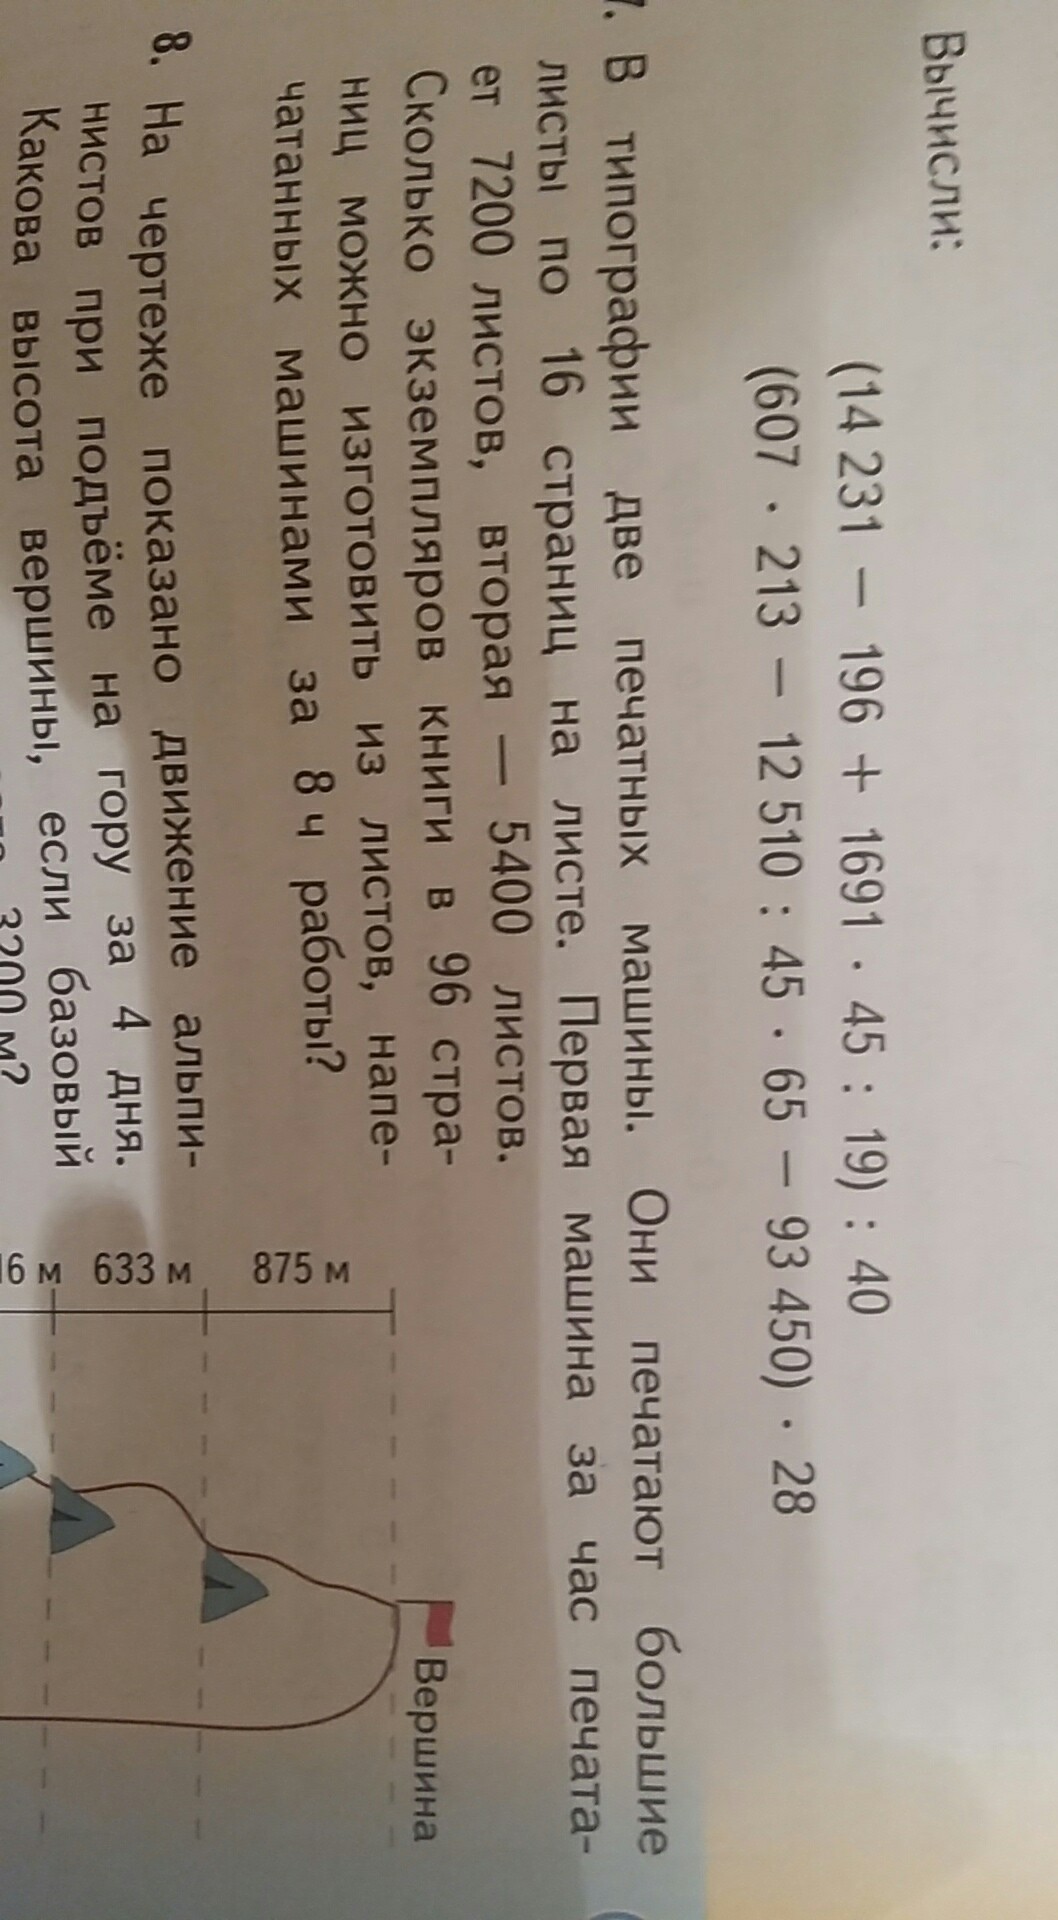 Вычисли:
(14 231 — 196 + 1691 · 45 : 19) : 40
(607 · 213 — 12 510 : 45 · 65 — 93 450) · 28
7. В типографии две печатных машины. Они печатают большие
листы по 16 страниц на листе. Первая машина за час печата-
ет 7200 листов, вторая — 5400 листов.
Сколько экземпляров книги в 96 стра-
ниц можно изготовить из листов, напе-
чатанных машинами за 8 ч работы?
8. На чертеже показано движение альпи-
нистов при подъёме на гору за 4 дня.
Какова высота вершины, если базовый
3200 м?
Вершина
875 м
633 м
6 м